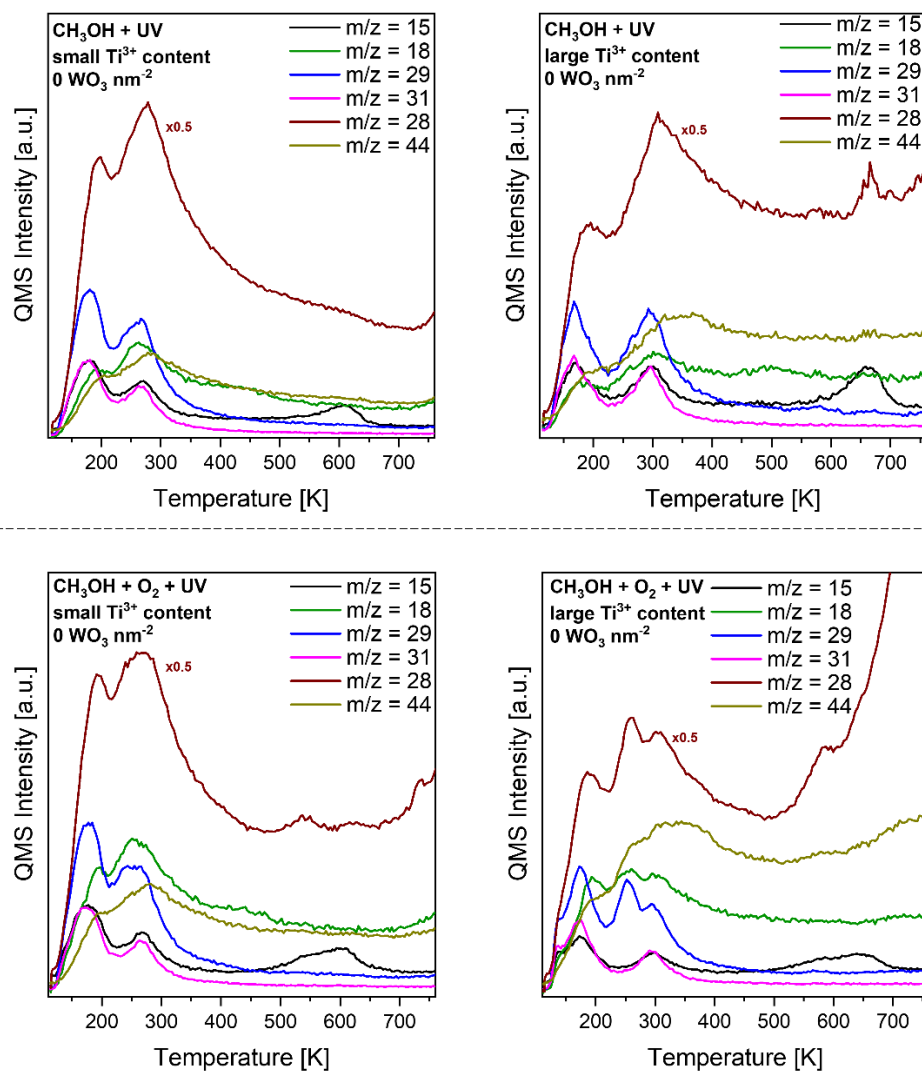 CH₃OH + UV
small Ti³⁺ content
0 WO₃ nm⁻²
m/z = 15
m/z = 18
m/z = 29
m/z = 31
m/z = 28
m/z = 44
x0.5
QMS Intensity [a.u.]
200 300 400 500 600 700
Temperature [K]
CH₃OH + UV
large Ti³⁺ content
0 WO₃ nm⁻²
m/z = 15
m/z = 18
m/z = 29
m/z = 31
m/z = 28
m/z = 44
x0.5
QMS Intensity [a.u.]
200 300 400 500 600 700
Temperature [K]
CH₃OH + O₂ + UV
small Ti³⁺ content
0 WO₃ nm⁻²
m/z = 15
m/z = 18
m/z = 29
m/z = 31
m/z = 28
m/z = 44
x0.5
QMS Intensity [a.u.]
200 300 400 500 600 700
Temperature [K]
CH₃OH + O₂ + UV
large Ti³⁺ content
0 WO₃ nm⁻²
m/z = 15
m/z = 18
m/z = 29
m/z = 31
m/z = 28
m/z = 44
x0.5
QMS Intensity [a.u.]
200 300 400 500 600 700
Temperature [K]